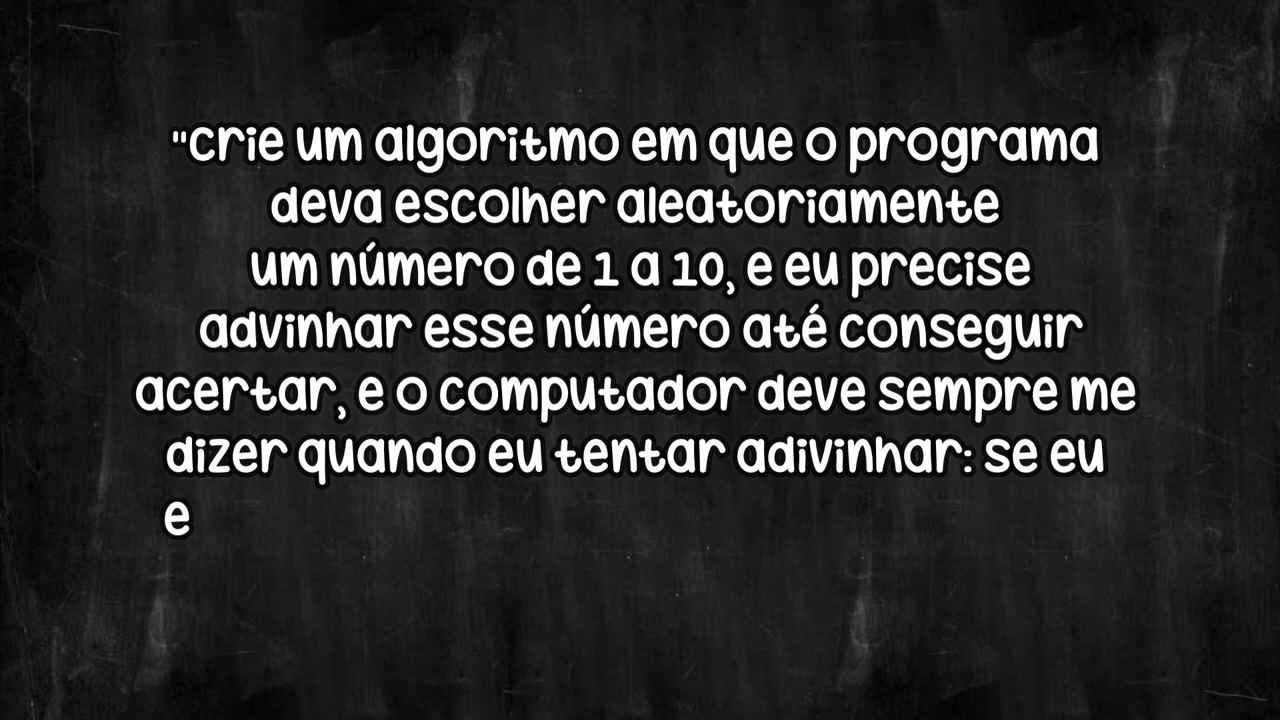 "crie um algoritmo em que o programa
deva escolher aleatoriamente
um número de 1 a 10, e eu precise
advinhar esse número até conseguir
acertar, e o computador deve sempre me
dizer quando eu tentar adivinhar: se eu
e